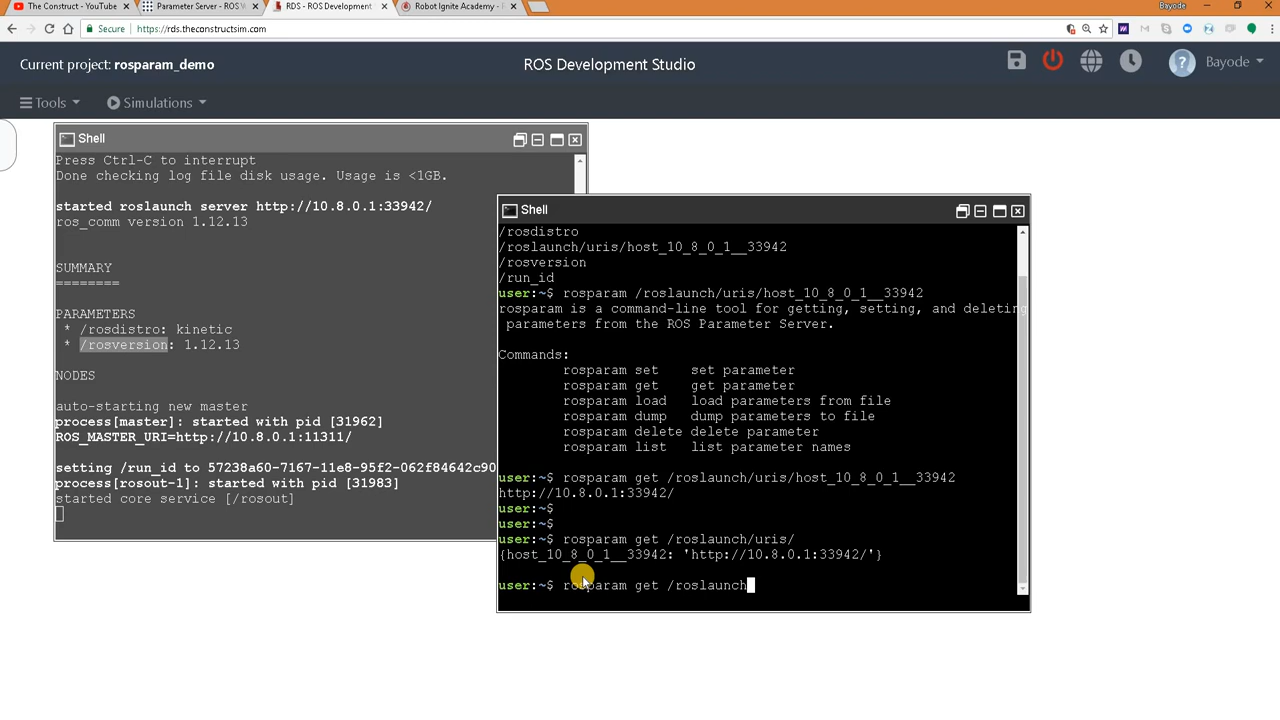 The Construct - YouTube
Parameter Server - ROS W
RDS - ROS Development
Robot Ignite Academy -
Bayode
Secure
https://rds.theconstructsim.com
Current project: rosparam_demo
ROS Development Studio
?
Bayode
Tools
Simulations
Shell
Press Ctrl-C to interrupt
Done checking log file disk usage. Usage is <1GB.
started roslaunch server http://10.8.0.1:33942/
ros_comm version 1.12.13
SUMMARY
========
PARAMETERS
* /rosdistro: kinetic
* /rosversion: 1.12.13
NODES
auto-starting new master
process[master]: started with pid [31962]
ROS_MASTER_URI=http://10.8.0.1:11311/
setting /run_id to 57238a60-7167-11e8-95f2-062f84642c90
process[rosout-1]: started with pid [31983]
started core service [/rosout]
Shell
/rosdistro
/roslaunch/uris/host_10_8_0_1__33942
/rosversion
/run_id
user:~$ rosparam /roslaunch/uris/host_10_8_0_1__33942
rosparam is a command-line tool for getting, setting, and deleting
parameters from the ROS Parameter Server.
Commands:
rosparam set set parameter
rosparam get get parameter
rosparam load load parameters from file
rosparam dump dump parameters to file
rosparam delete delete parameter
rosparam list list parameter names
user:~$ rosparam get /roslaunch/uris/host_10_8_0_1__33942
http://10.8.0.1:33942/
user:~$
user:~$
user:~$ rosparam get /roslaunch/uris/
{host_10_8_0_1__33942: 'http://10.8.0.1:33942/'}
user:~$ rosparam get /roslaunch